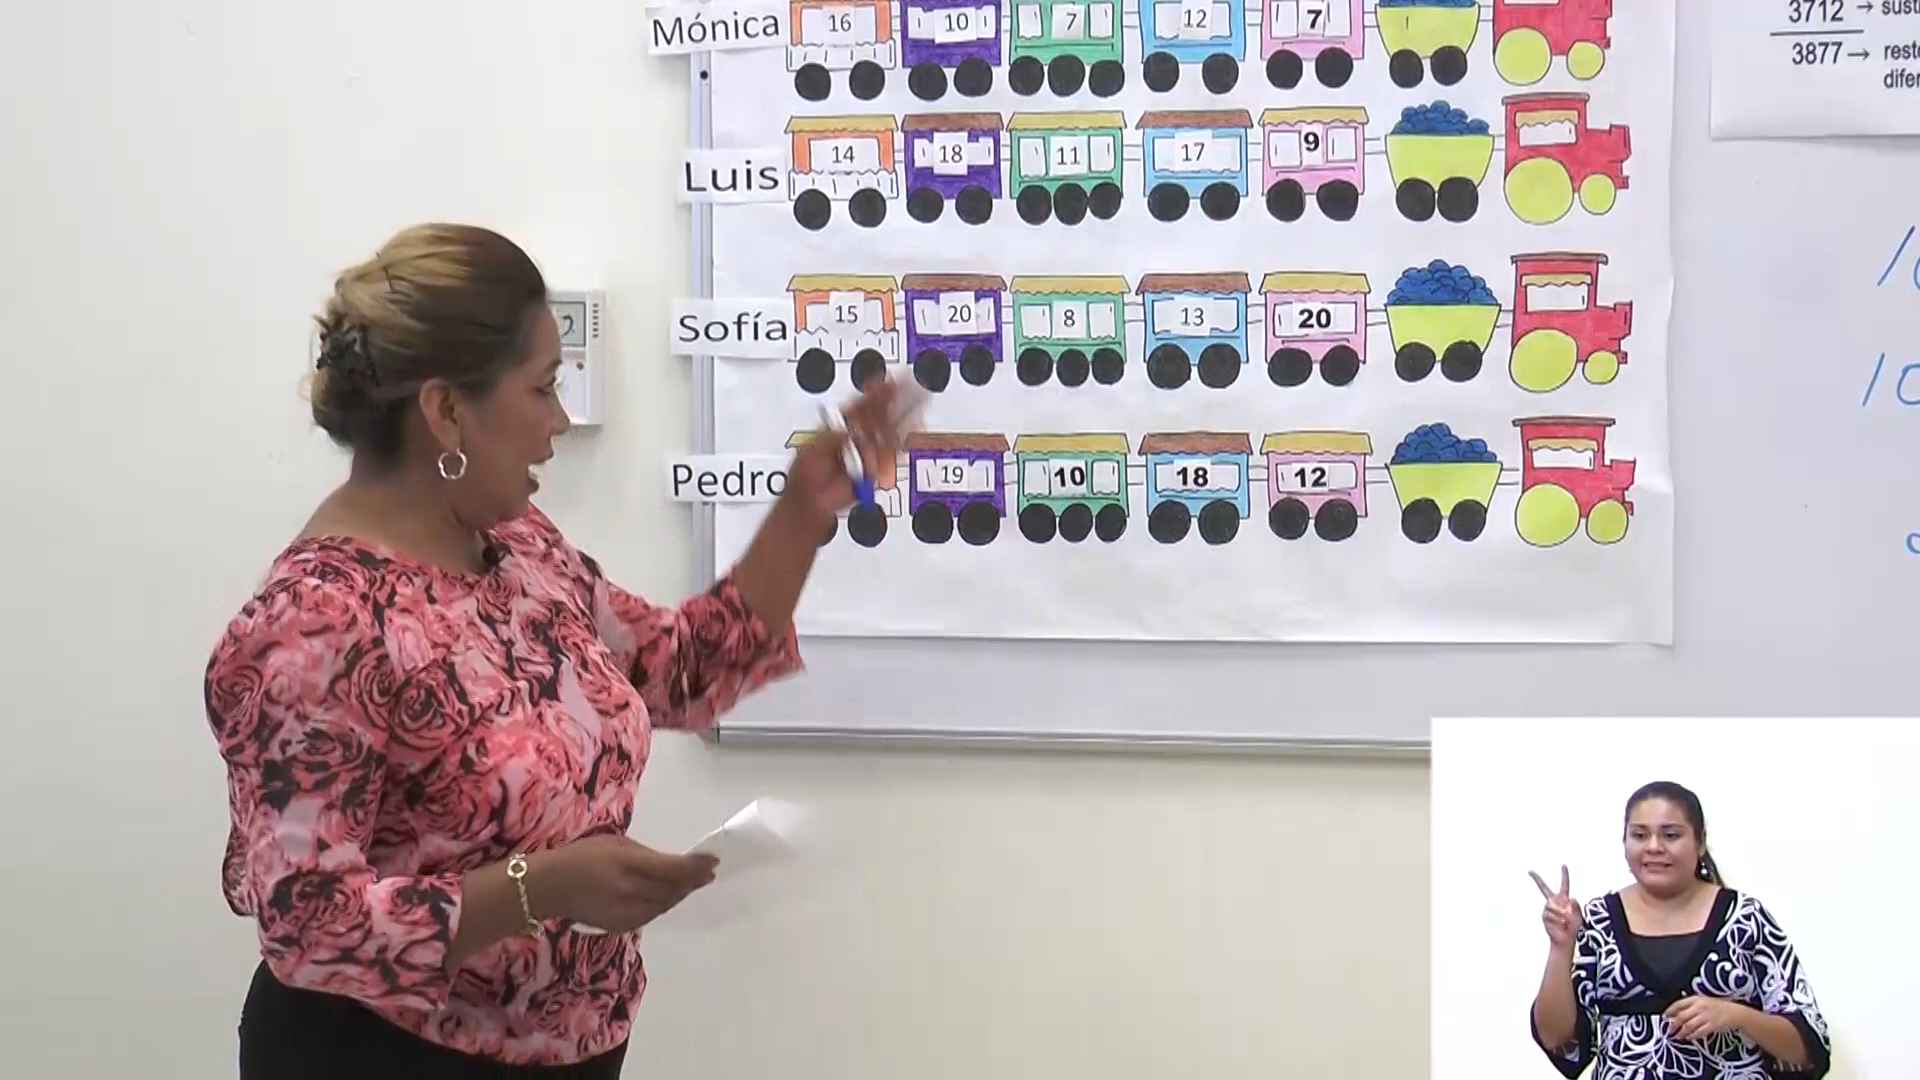 Mónica 16 10 7 12 7
Luis 14 18 11 17 9
Sofía 15 20 8 13 20
Pedro 19 10 18 12
3712 →
3877 →